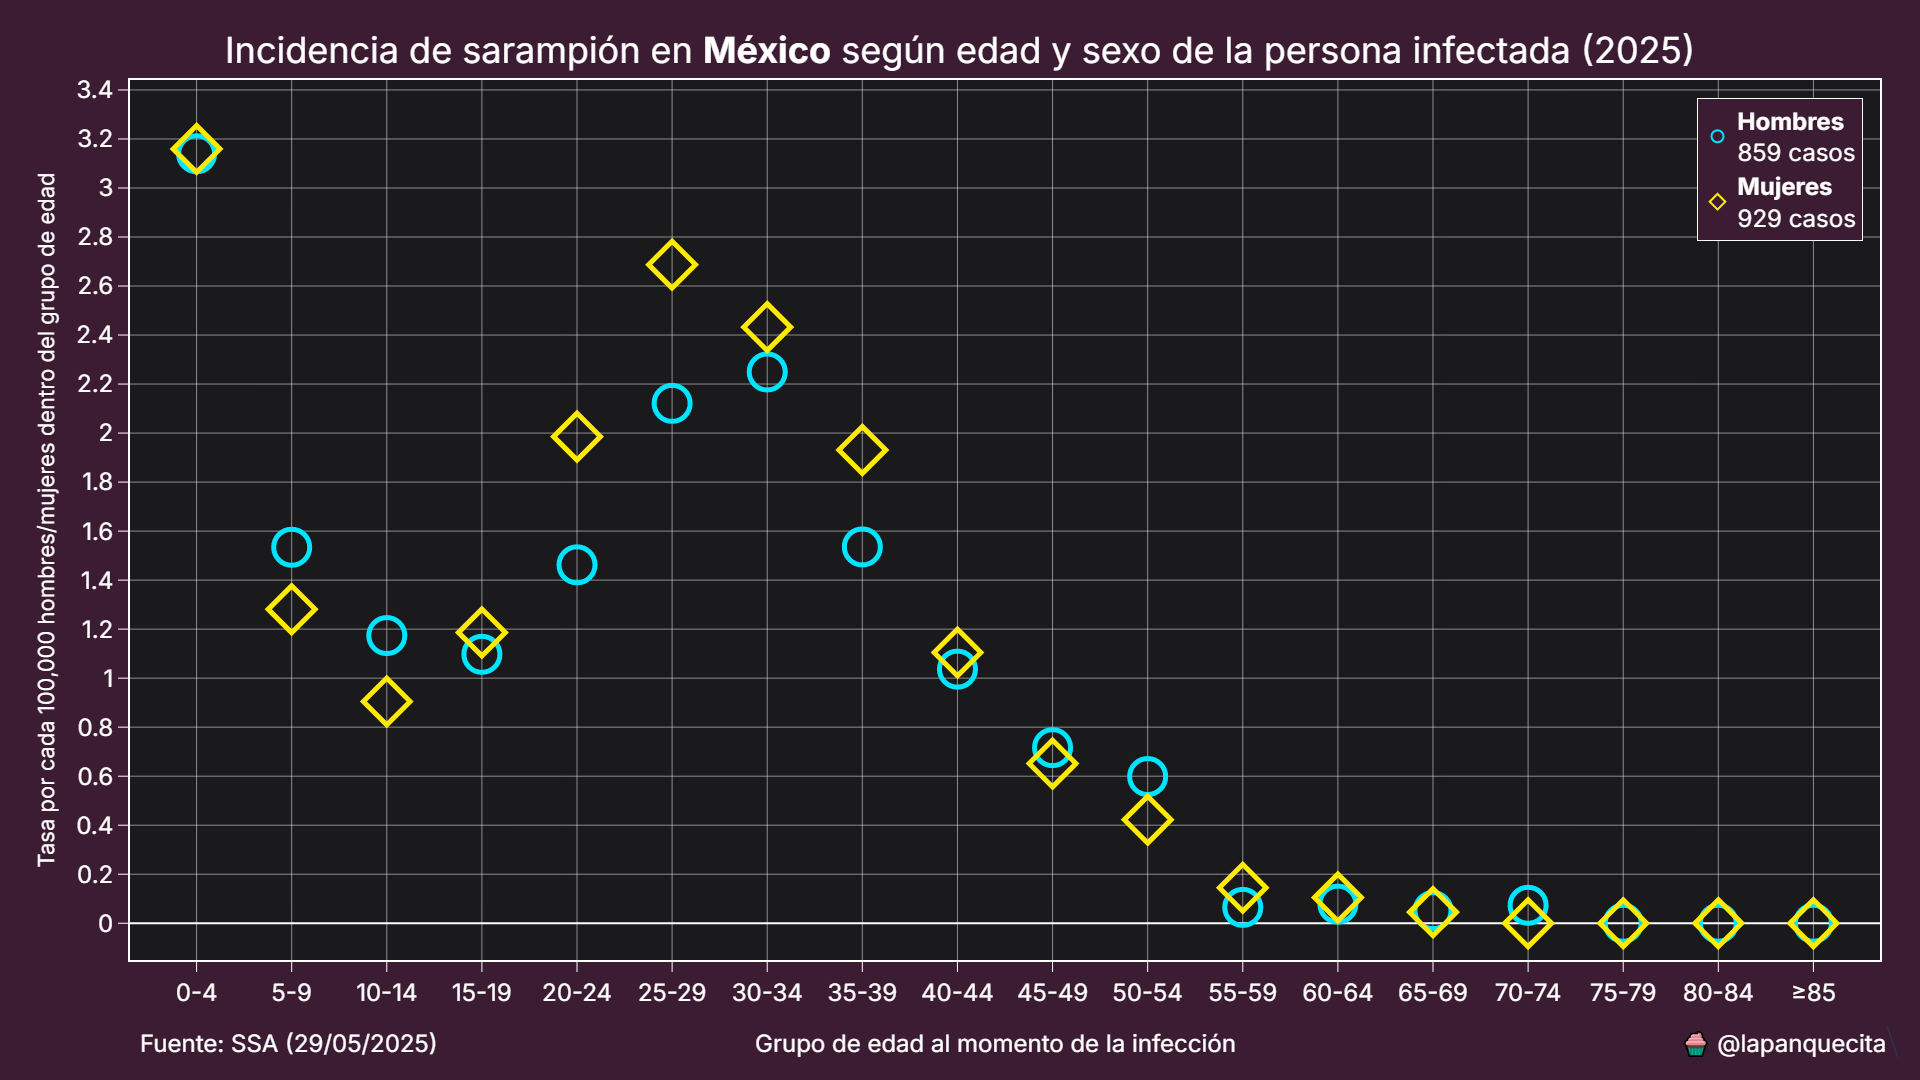 Incidencia de sarampión en México según edad y sexo de la persona infectada (2025)
Hombres
859 casos
Mujeres
929 casos
Tasa por cada 100,000 hombres/mujeres dentro del grupo de edad
3.4
3.2
3
2.8
2.6
2.4
2.2
2
1.8
1.6
1.4
1.2
1
0.8
0.6
0.4
0.2
0
0-4 5-9 10-14 15-19 20-24 25-29 30-34 35-39 40-44 45-49 50-54 55-59 60-64 65-69 70-74 75-79 80-84 ≥85
Fuente: SSA (29/05/2025)
Grupo de edad al momento de la infección
@lapanquecita